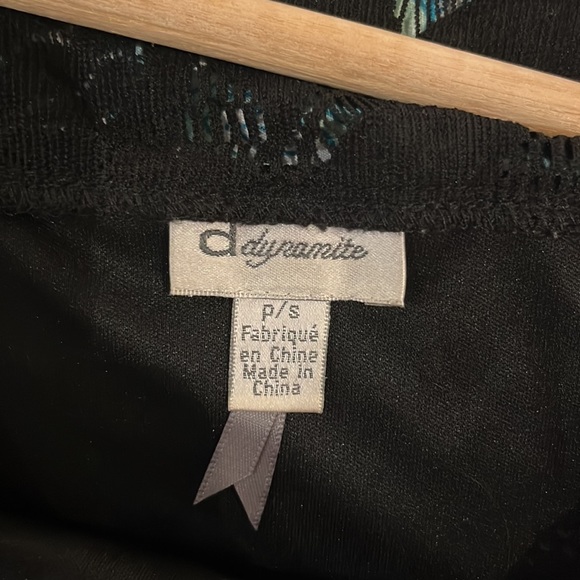 d dynamite
p/s
Fabriqué
en Chine
Made in
China